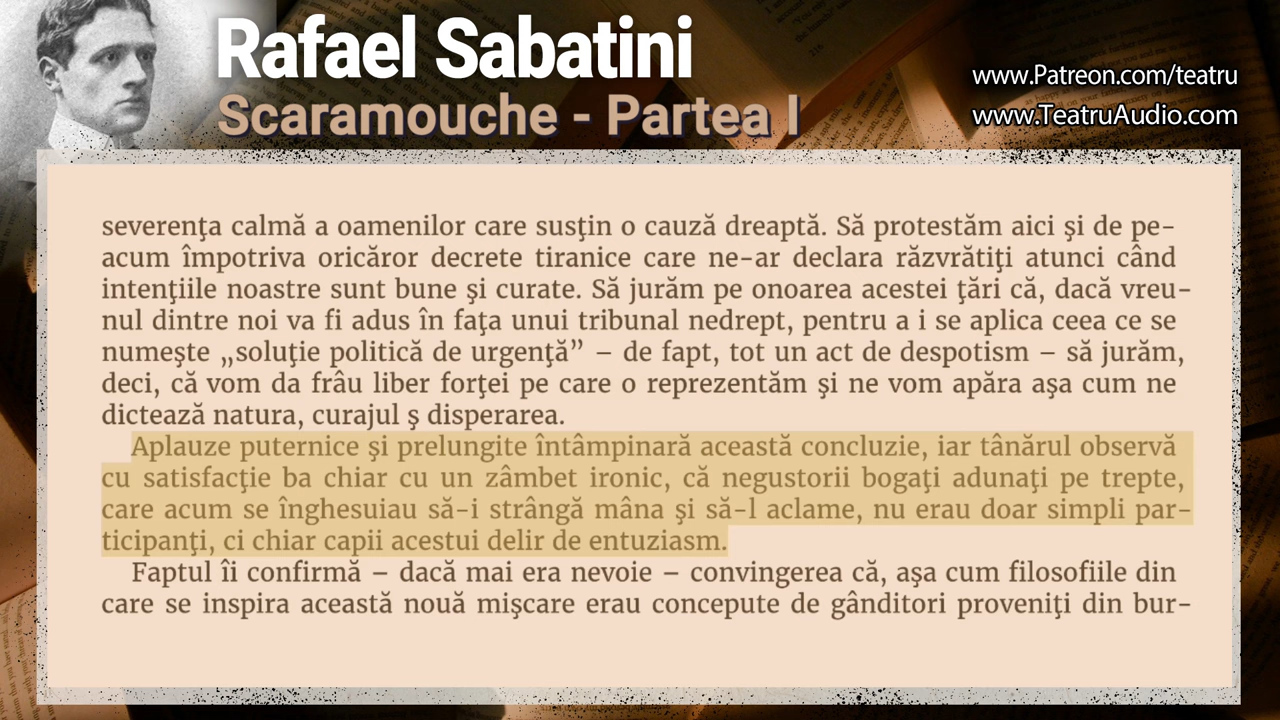 Rafael Sabatini
Scaramouche - Partea I
www.Patreon.com/teatru
www.TeatruAudio.com
severenţa calmă a oamenilor care susţin o cauză dreaptă. Să protestăm aici şi de pe-
acum împotriva oricăror decrete tiranice care ne-ar declara răzvrătiţi atunci când
intenţiile noastre sunt bune şi curate. Să jurăm pe onoarea acestei ţări că, dacă vreu-
nul dintre noi va fi adus în faţa unui tribunal nedrept, pentru a i se aplica ceea ce se
numeşte „soluţie politică de urgenţă” – de fapt, tot un act de despotism – să jurăm,
deci, că vom da frâu liber forţei pe care o reprezentăm şi ne vom apăra aşa cum ne
dictează natura, curajul ş disperarea.
Aplauze puternice şi prelungite întâmpinară această concluzie, iar tânărul observă
cu satisfacţie ba chiar cu un zâmbet ironic, că negustorii bogaţi adunaţi pe trepte,
care acum se înghesuiau să-i strângă mâna şi să-l aclame, nu erau doar simpli par-
ticipanţi, ci chiar capii acestui delir de entuziasm.
Faptul îi confirmă – dacă mai era nevoie – convingerea că, aşa cum filosofiile din
care se inspira această nouă mişcare erau concepute de gânditori proveniţi din bur-